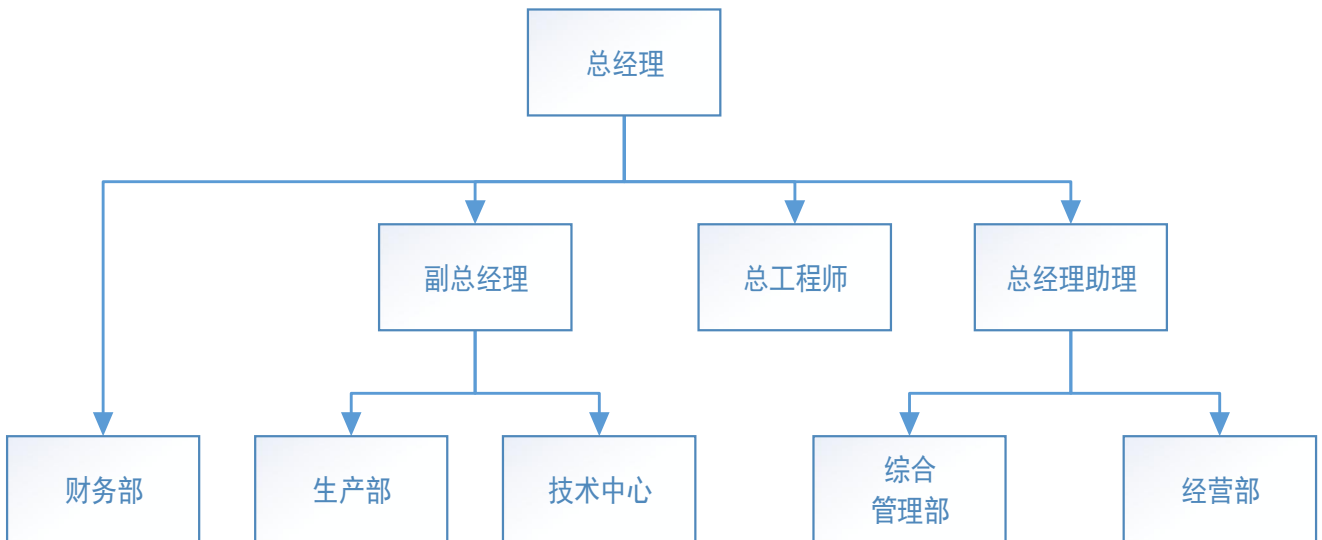 总经理
副总经理
总工程师
总经理助理
财务部
生产部
技术中心
综合
管理部
经营部